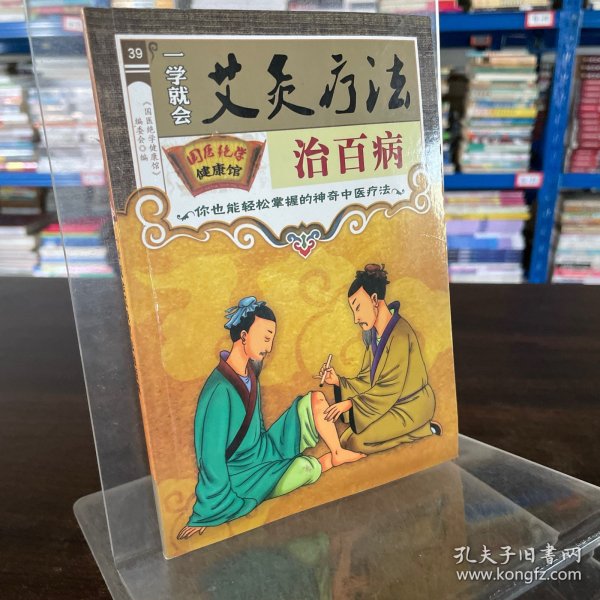 39
一学就会
艾灸疗法
治百病
《国医绝学健康馆》
编委会◎编
国医绝学
健康馆
你也能轻松掌握的神奇中医疗法
孔夫子旧书网
www.kongfz.com